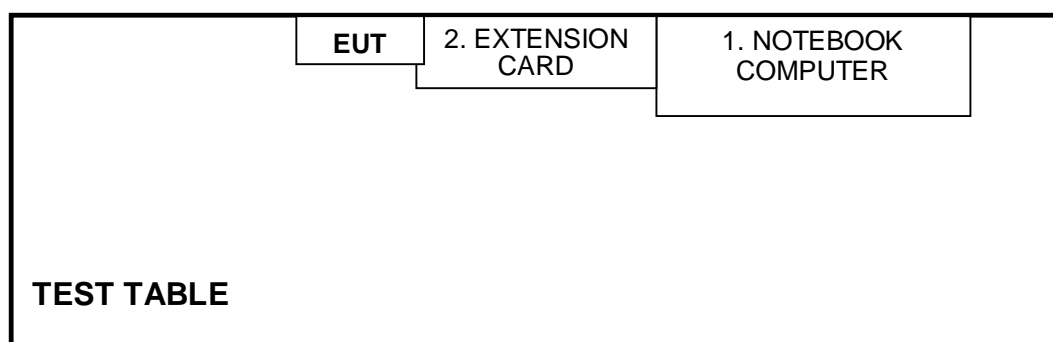 EUT
2. EXTENSION
CARD
1. NOTEBOOK
COMPUTER
TEST TABLE